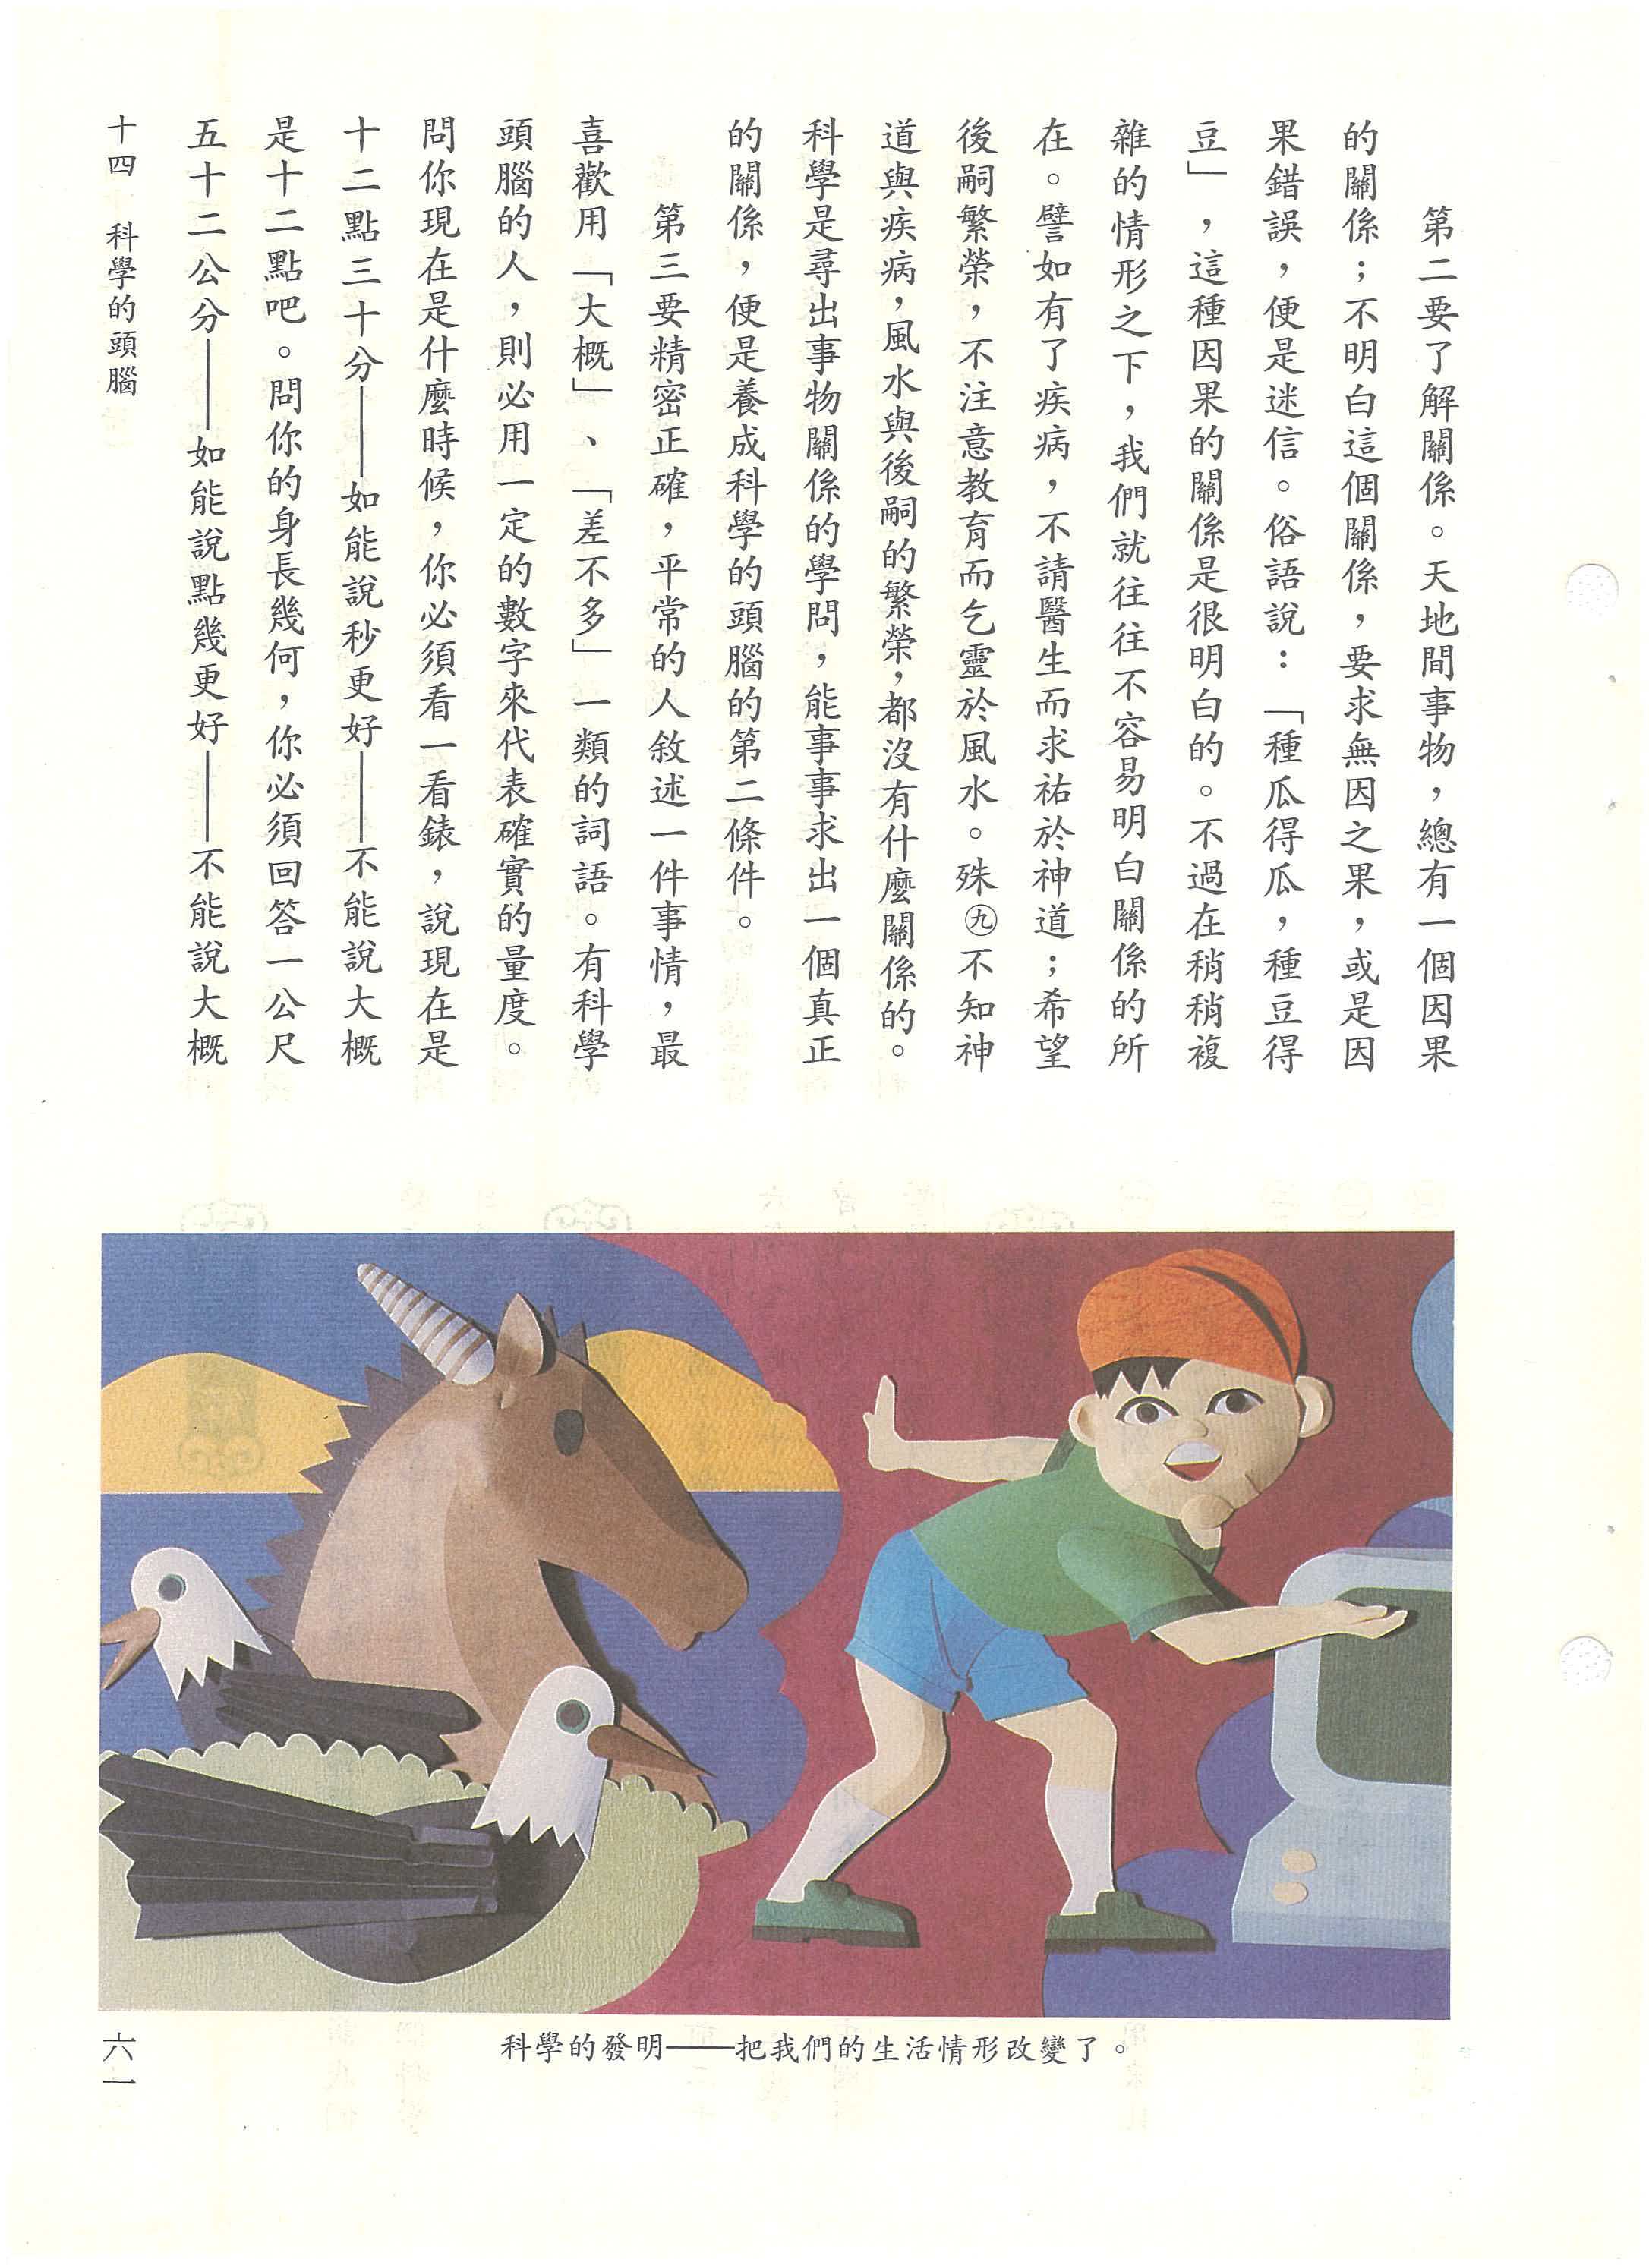 第二要了解關係。天地間事物，總有一個因果
的關係；不明白這個關係，要求無因之果，或是因
果錯誤，便是迷信。俗語說：「種瓜得瓜，種豆得
豆」，這種因果的關係是很明白的。不過在稍稍複
雜的情形之下，我們就往往不容易明白關係的所
在。譬如有了疾病，不請醫生而求祐於神道；希望
後嗣繁榮，不注意教育而乞靈於風水。殊㊈不知神
道與疾病，風水與後嗣的繁榮，都沒有什麼關係的。
科學是尋出事物關係的學問，能事事求出一個真正
的關係，便是養成科學的頭腦的第二條件。
第三要精密正確，平常的人敘述一件事情，最
喜歡用「大概」、「差不多」一類的詞語。有科學
頭腦的人，則必用一定的數字來代表確實的量度。
問你現在是什麼時候，你必須看一看錶，說現在是
十二點三十分——如能說秒更好——不能說大概
是十二點吧。問你的身長幾何，你必須回答一公尺
五十二公分——如能說點幾更好——不能說大概
十四　科學的頭腦
科學的發明——把我們的生活情形改變了。
六一